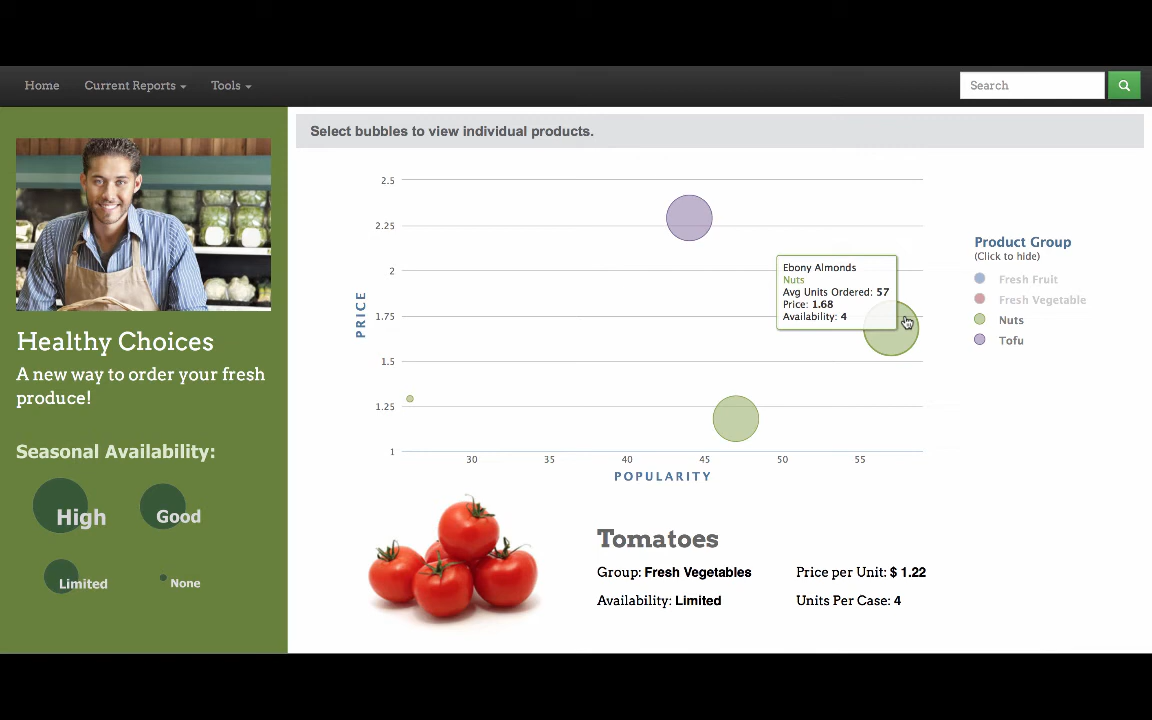 Home
Current Reports
Tools
Search
Healthy Choices
A new way to order your fresh
produce!
Seasonal Availability:
High
Good
Limited
None
Select bubbles to view individual products.
2.5
2.25
2
1.75
1.5
1.25
1
PRICE
30
35
40
45
50
55
POPULARITY
Ebony Almonds
Nuts
Avg Units Ordered: 57
Price: 1.68
Availability: 4
Product Group
(Click to hide)
Fresh Fruit
Fresh Vegetable
Nuts
Tofu
Tomatoes
Group: Fresh Vegetables
Price per Unit: $ 1.22
Availability: Limited
Units Per Case: 4